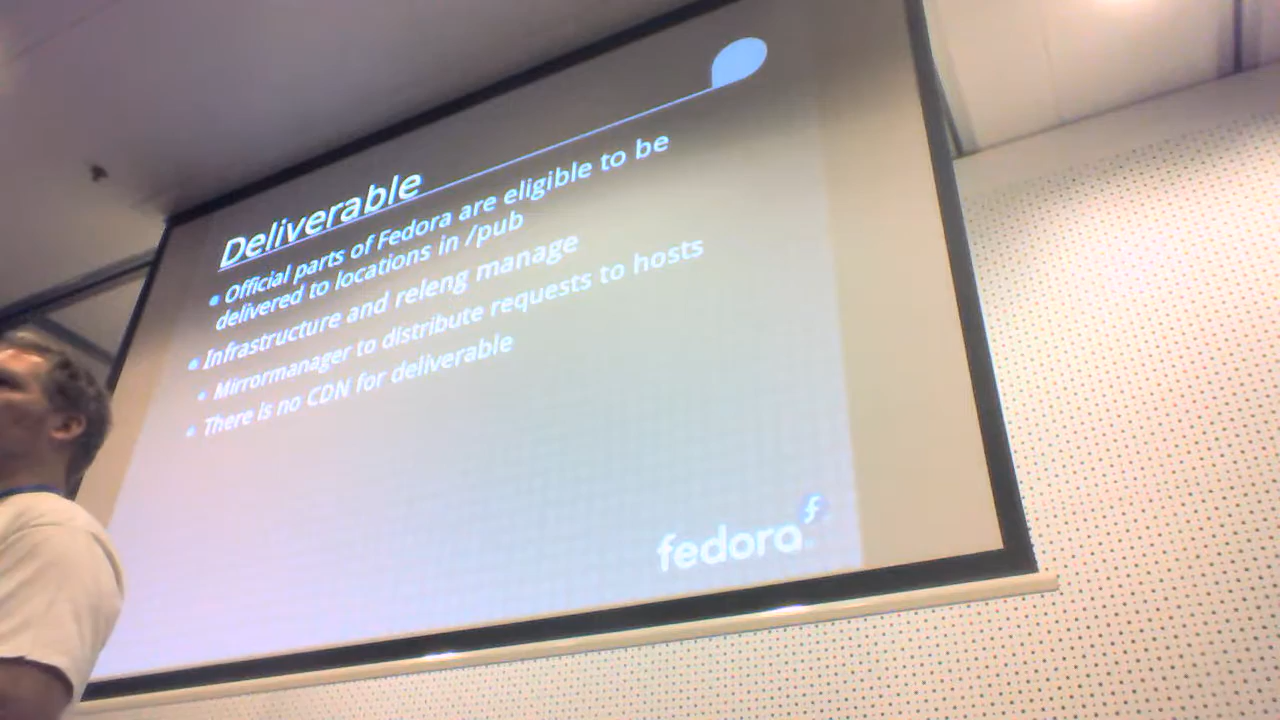 Deliverable
Official parts of Fedora are eligible to be
delivered to locations in /pub
Infrastructure and releng manage
Mirrormanager to distribute requests to hosts
There is no CDN for deliverable
fedora